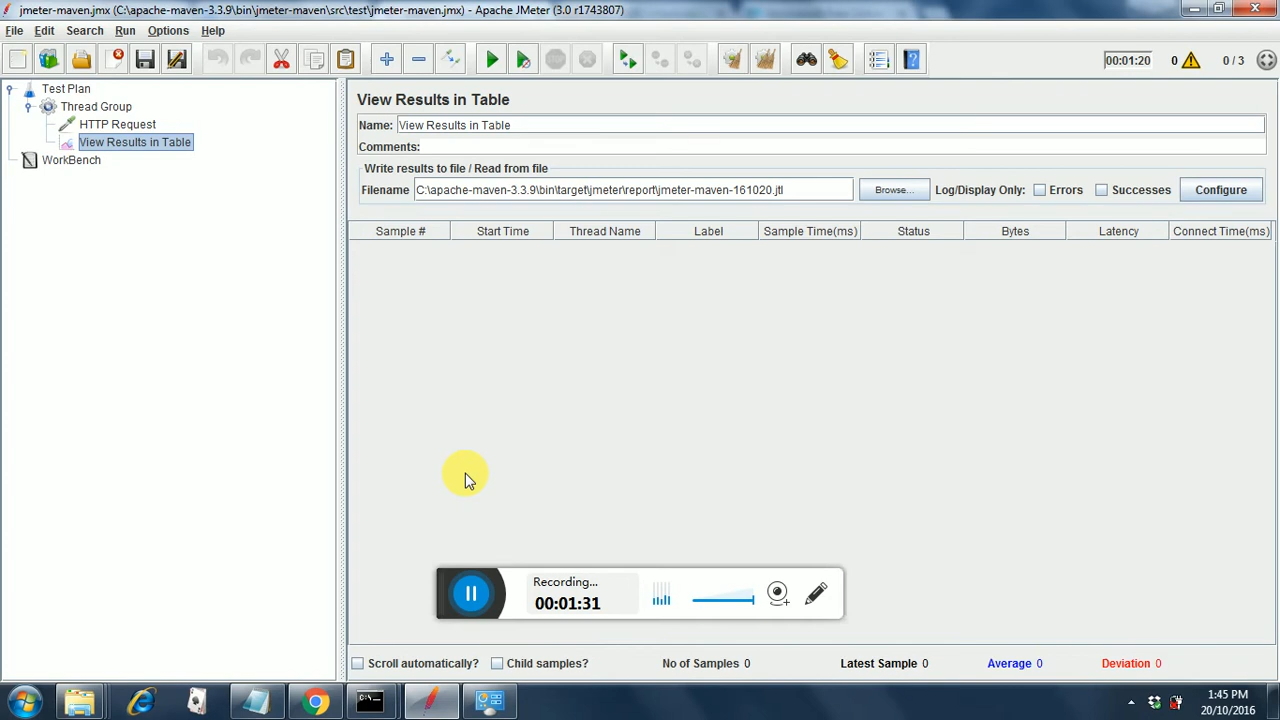 jmeter-maven.jmx (C:\apache-maven-3.3.9\bin\jmeter-maven\src\test\jmeter-maven.jmx) - Apache JMeter (3.0 r1743807)
File Edit Search Run Options Help
00:01:20 0 0 / 3
Test Plan
Thread Group
HTTP Request
View Results in Table
WorkBench
View Results in Table
Name: View Results in Table
Comments:
Write results to file / Read from file
Filename C:\apache-maven-3.3.9\bin\target\jmeter\report\jmeter-maven-161020.jtl Browse... Log/Display Only: Errors Successes Configure
Sample # Start Time Thread Name Label Sample Time(ms) Status Bytes Latency Connect Time(ms)
Recording...
00:01:31
Scroll automatically? Child samples? No of Samples 0 Latest Sample 0 Average 0 Deviation 0
C:\
1:45 PM
20/10/2016